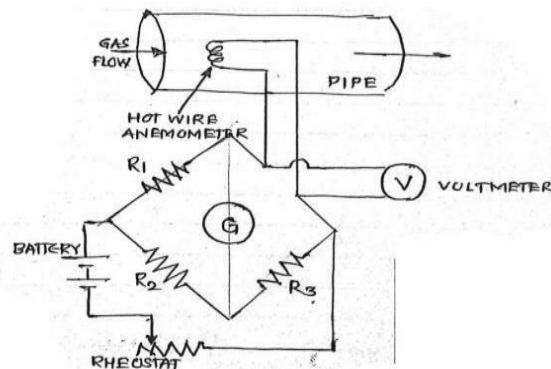 GAS
FLOW
PIPE
HOT WIRE
ANEMOMETER
R1
V
VOLTMETER
G
BATTERY
R2
R3
RHEOSTAT